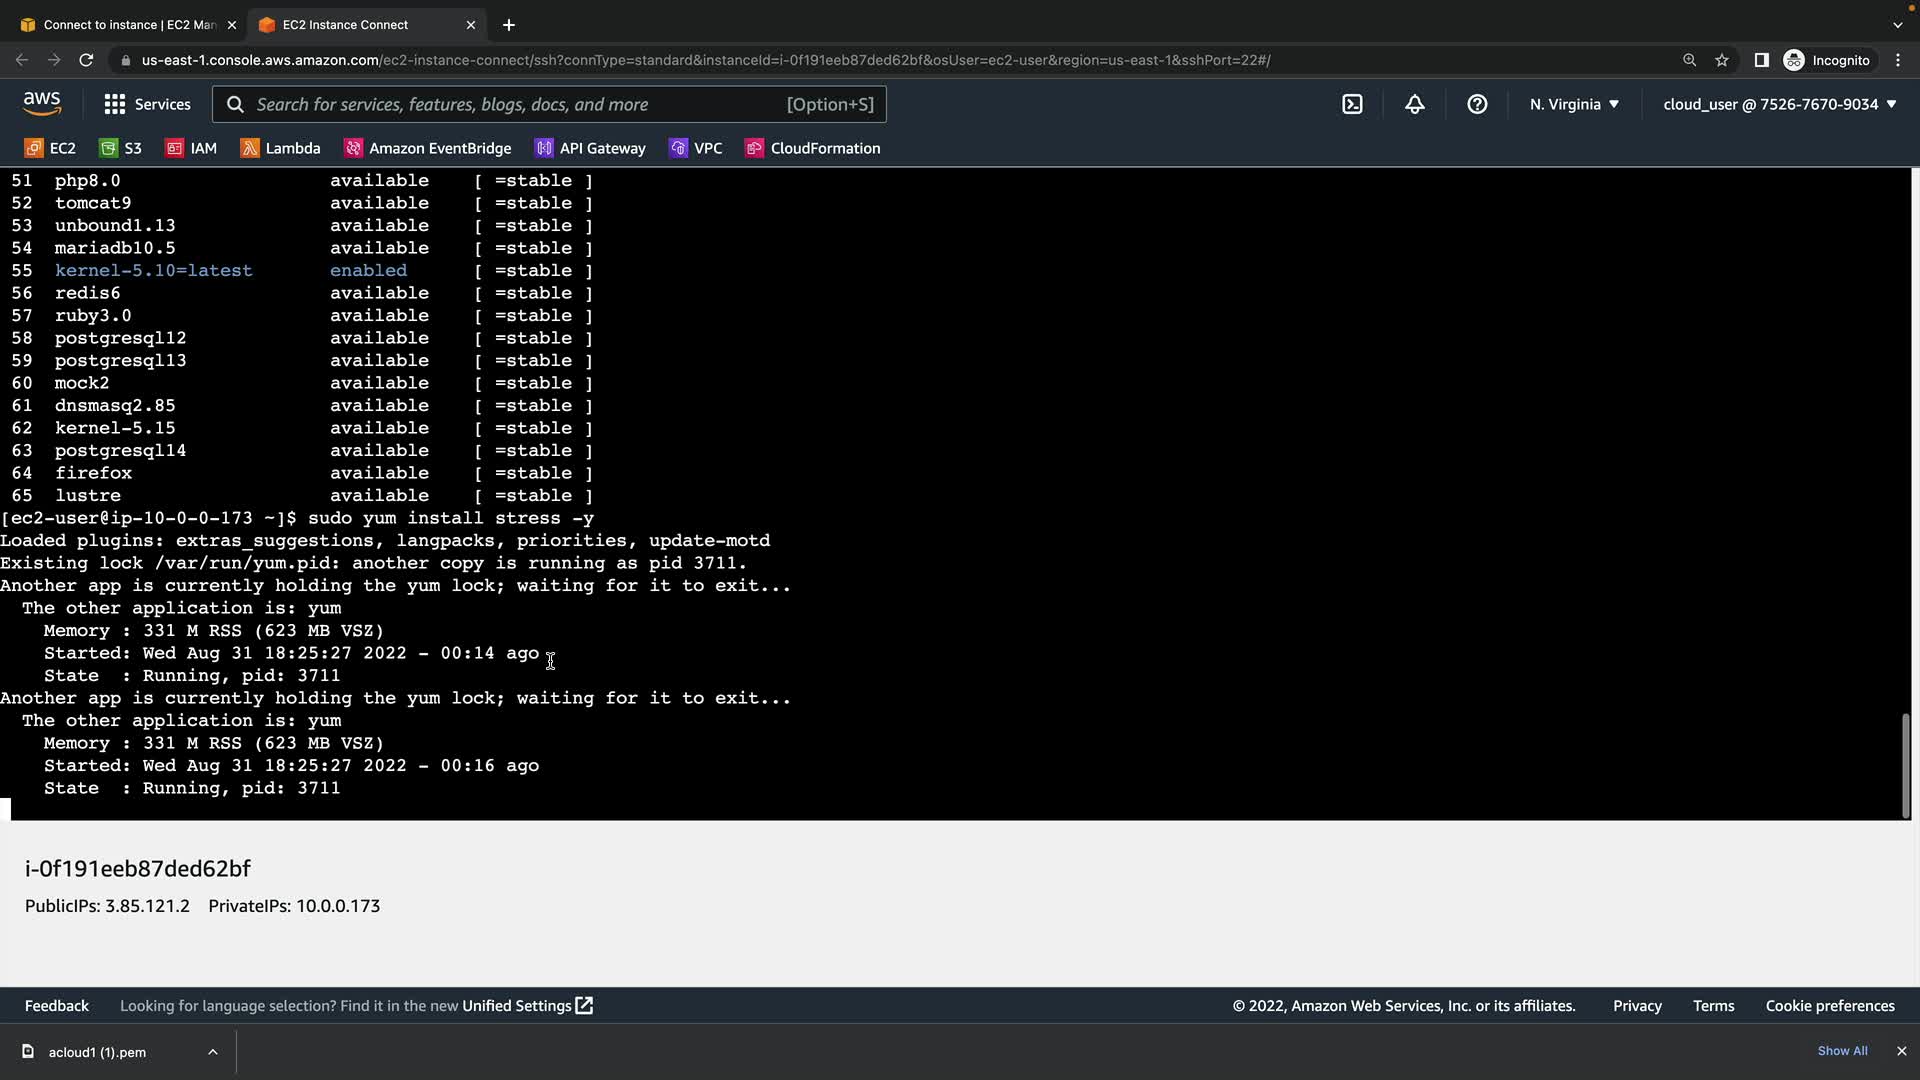 Connect to instance | EC2 Man
EC2 Instance Connect
us-east-1.console.aws.amazon.com/ec2-instance-connect/ssh?connType=standard&instanceId=i-0f191eeb87ded62bf&osUser=ec2-user&region=us-east-1&sshPort=22#/
Incognito
aws
Services
Search for services, features, blogs, docs, and more [Option+S]
N. Virginia
cloud_user @ 7526-7670-9034
EC2 S3 IAM Lambda Amazon EventBridge API Gateway VPC CloudFormation
51 php8.0 available [ =stable ]
52 tomcat9 available [ =stable ]
53 unbound1.13 available [ =stable ]
54 mariadb10.5 available [ =stable ]
55 kernel-5.10=latest enabled [ =stable ]
56 redis6 available [ =stable ]
57 ruby3.0 available [ =stable ]
58 postgresql12 available [ =stable ]
59 postgresql13 available [ =stable ]
60 mock2 available [ =stable ]
61 dnsmasq2.85 available [ =stable ]
62 kernel-5.15 available [ =stable ]
63 postgresql14 available [ =stable ]
64 firefox available [ =stable ]
65 lustre available [ =stable ]
[ec2-user@ip-10-0-0-173 ~]$ sudo yum install stress -y
Loaded plugins: extras_suggestions, langpacks, priorities, update-motd
Existing lock /var/run/yum.pid: another copy is running as pid 3711.
Another app is currently holding the yum lock; waiting for it to exit...
The other application is: yum
Memory : 331 M RSS (623 MB VSZ)
Started: Wed Aug 31 18:25:27 2022 - 00:14 ago
State : Running, pid: 3711
Another app is currently holding the yum lock; waiting for it to exit...
The other application is: yum
Memory : 331 M RSS (623 MB VSZ)
Started: Wed Aug 31 18:25:27 2022 - 00:16 ago
State : Running, pid: 3711
i-0f191eeb87ded62bf
PublicIPs: 3.85.121.2 PrivateIPs: 10.0.0.173
Feedback Looking for language selection? Find it in the new Unified Settings
© 2022, Amazon Web Services, Inc. or its affiliates. Privacy Terms Cookie preferences
acloud1 (1).pem
Show All